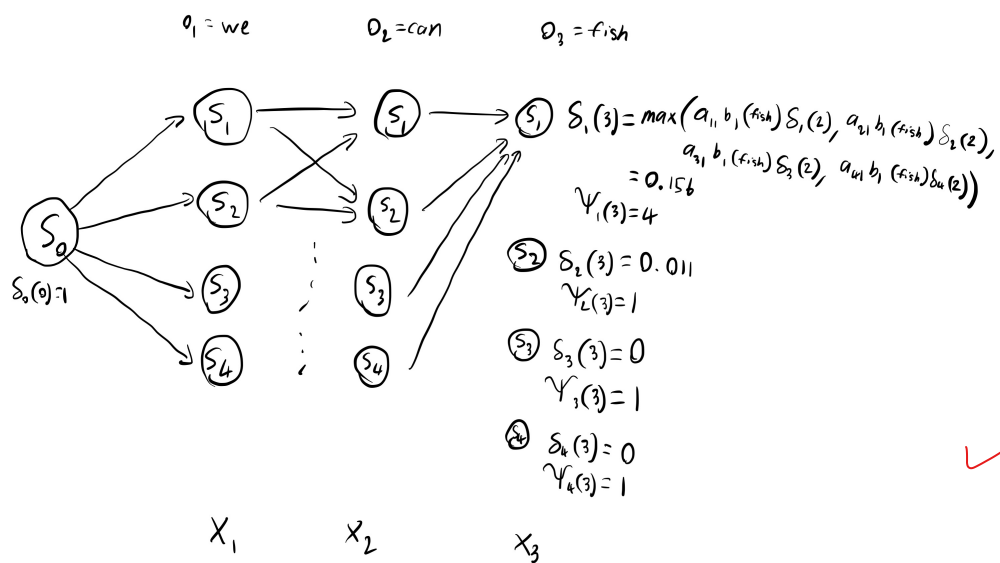 o₁ = we O₂ = can O₃ = fish
S₁ S₁ S₁ δ₁(3) = max(a₁₁ b₁(fish) δ₁(2), a₂₁ b₁(fish) δ₂(2),
a₃₁ b₁(fish) δ₃(2), a₄₁ b₁(fish) δ₄(2))
= 0.156
Ψ₁(3) = 4
S₀ S₂ S₂
δ₀(0) = 1
S₂ δ₂(3) = 0.011
Ψ₂(3) = 1
S₃ S₃
S₃ δ₃(3) = 0
Ψ₃(3) = 1
S₄ S₄
S₄ δ₄(3) = 0
Ψ₄(3) = 1
X₁ X₂ X₃